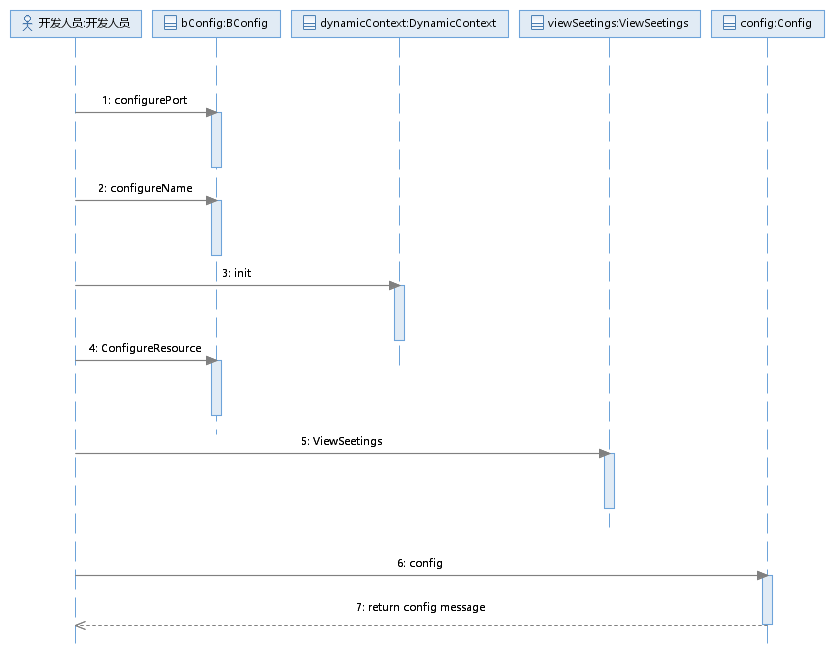 开发人员:开发人员
bConfig:BConfig
dynamicContext:DynamicContext
viewSeetings:ViewSeetings
config:Config
1: configurePort
2: configureName
3: init
4: ConfigureResource
5: ViewSeetings
6: config
7: return config message